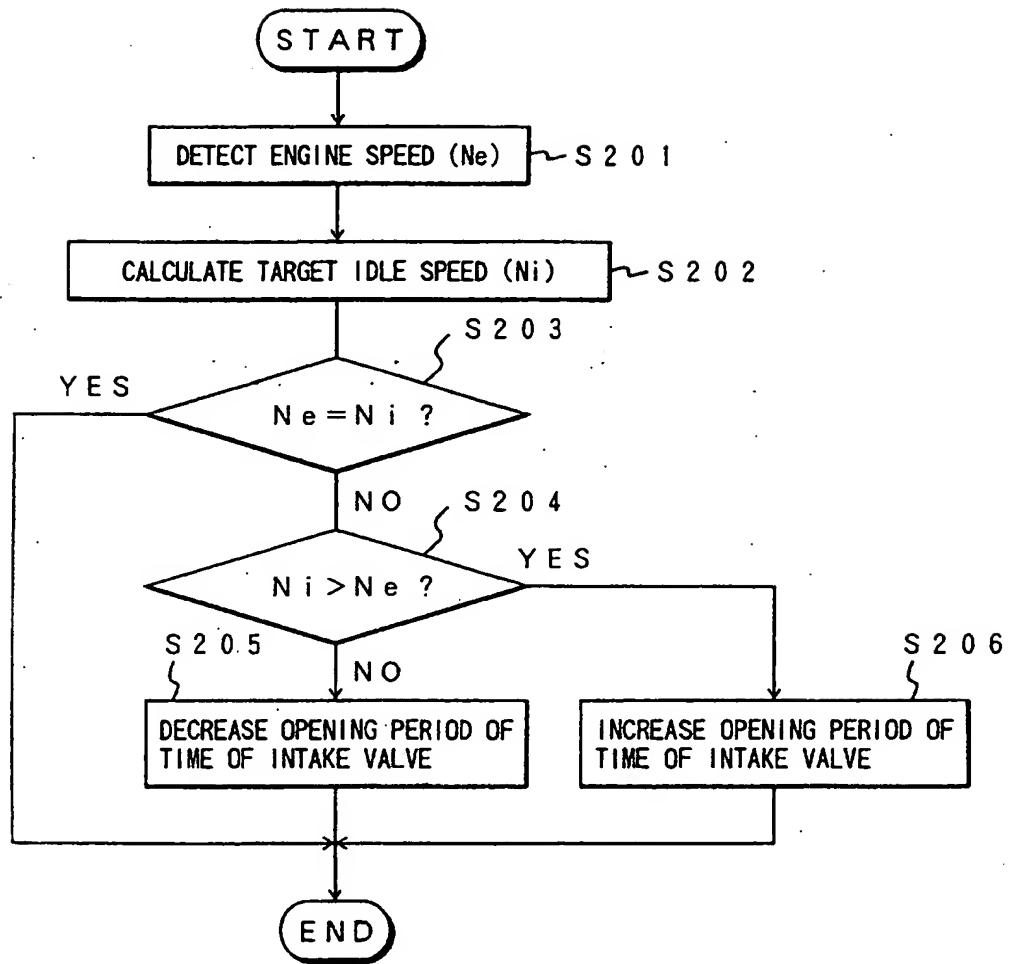 START
DETECT ENGINE SPEED (Ne)
S201
CALCULATE TARGET IDLE SPEED (Ni)
S202
S203
YES
Ne=Ni ?
NO
S204
Ni>Ne ?
YES
S205
NO
S206
DECREASE OPENING PERIOD OF
TIME OF INTAKE VALVE
INCREASE OPENING PERIOD OF
TIME OF INTAKE VALVE
END